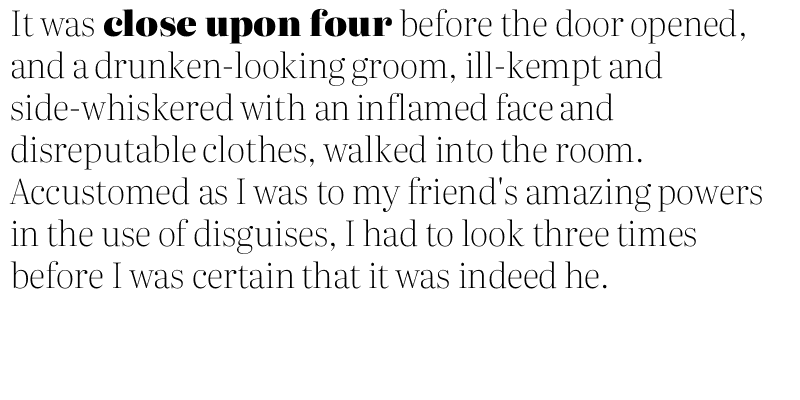 It was close upon four before the door opened,
and a drunken-looking groom, ill-kempt and
side-whiskered with an inflamed face and
disreputable clothes, walked into the room.
Accustomed as I was to my friend's amazing powers
in the use of disguises, I had to look three times
before I was certain that it was indeed he.